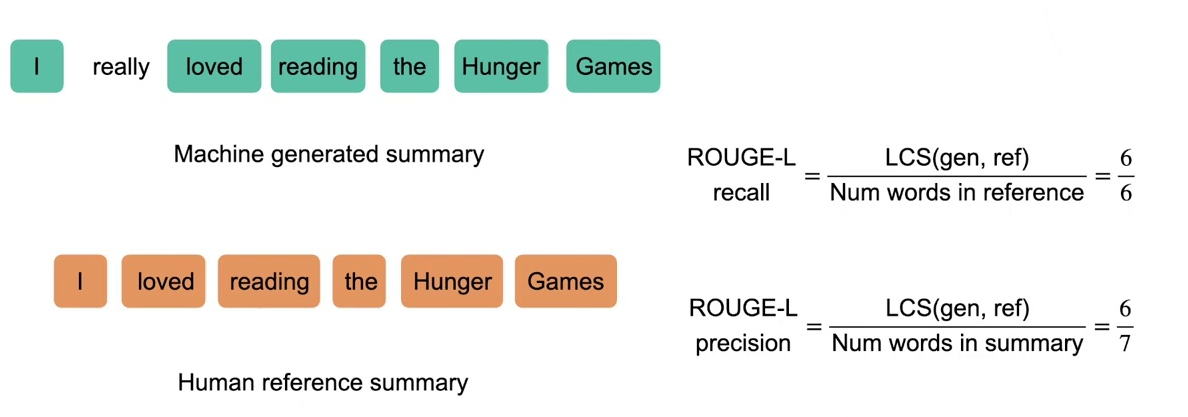 I really loved reading the Hunger Games
Machine generated summary
ROUGE-L recall = LCS(gen, ref) / Num words in reference = 6/6
I loved reading the Hunger Games
Human reference summary
ROUGE-L precision = LCS(gen, ref) / Num words in summary = 6/7